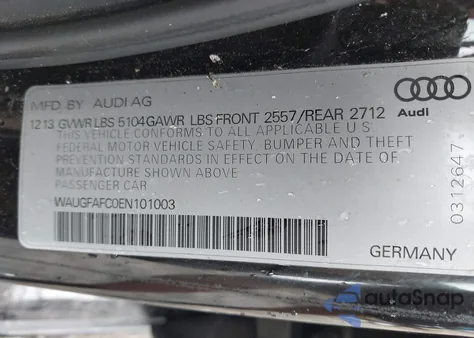 MFD. BY AUDI AG
12 13 GVWR LBS 5104 GAWR LBS FRONT 2557/REAR 2712
THIS VEHICLE CONFORMS TO ALL APPLICABLE U S
FEDERAL MOTOR VEHICLE SAFETY, BUMPER AND THEFT
PREVENTION STANDARDS IN EFFECT ON THE DATE OF
MANUFACTURE SHOWN ABOVE
PASSENGER CAR
WAUGFAFC0EN101003
Audi
0312647
GERMANY
autoSnap